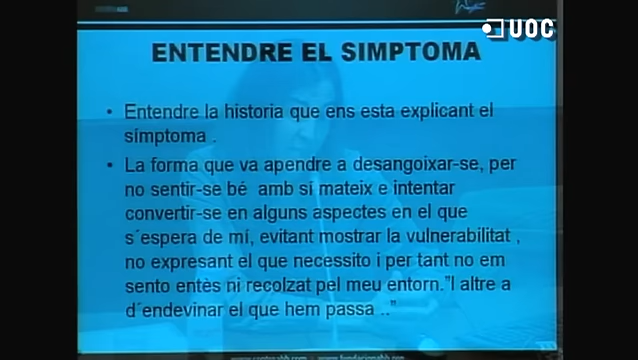 UOC
ENTENDRE EL SIMPTOMA
• Entendre la historia que ens esta explicant el
símptoma .
• La forma que va apendre a desangoixar-se, per
no sentir-se bé amb sí mateix e intentar
convertir-se en alguns aspectes en el que
s´espera de mí, evitant mostrar la vulnerabilitat ,
no expresant el que necessito i per tant no em
sento entès ni recolzat pel meu entorn."I altre a
d´endevinar el que hem passa .."